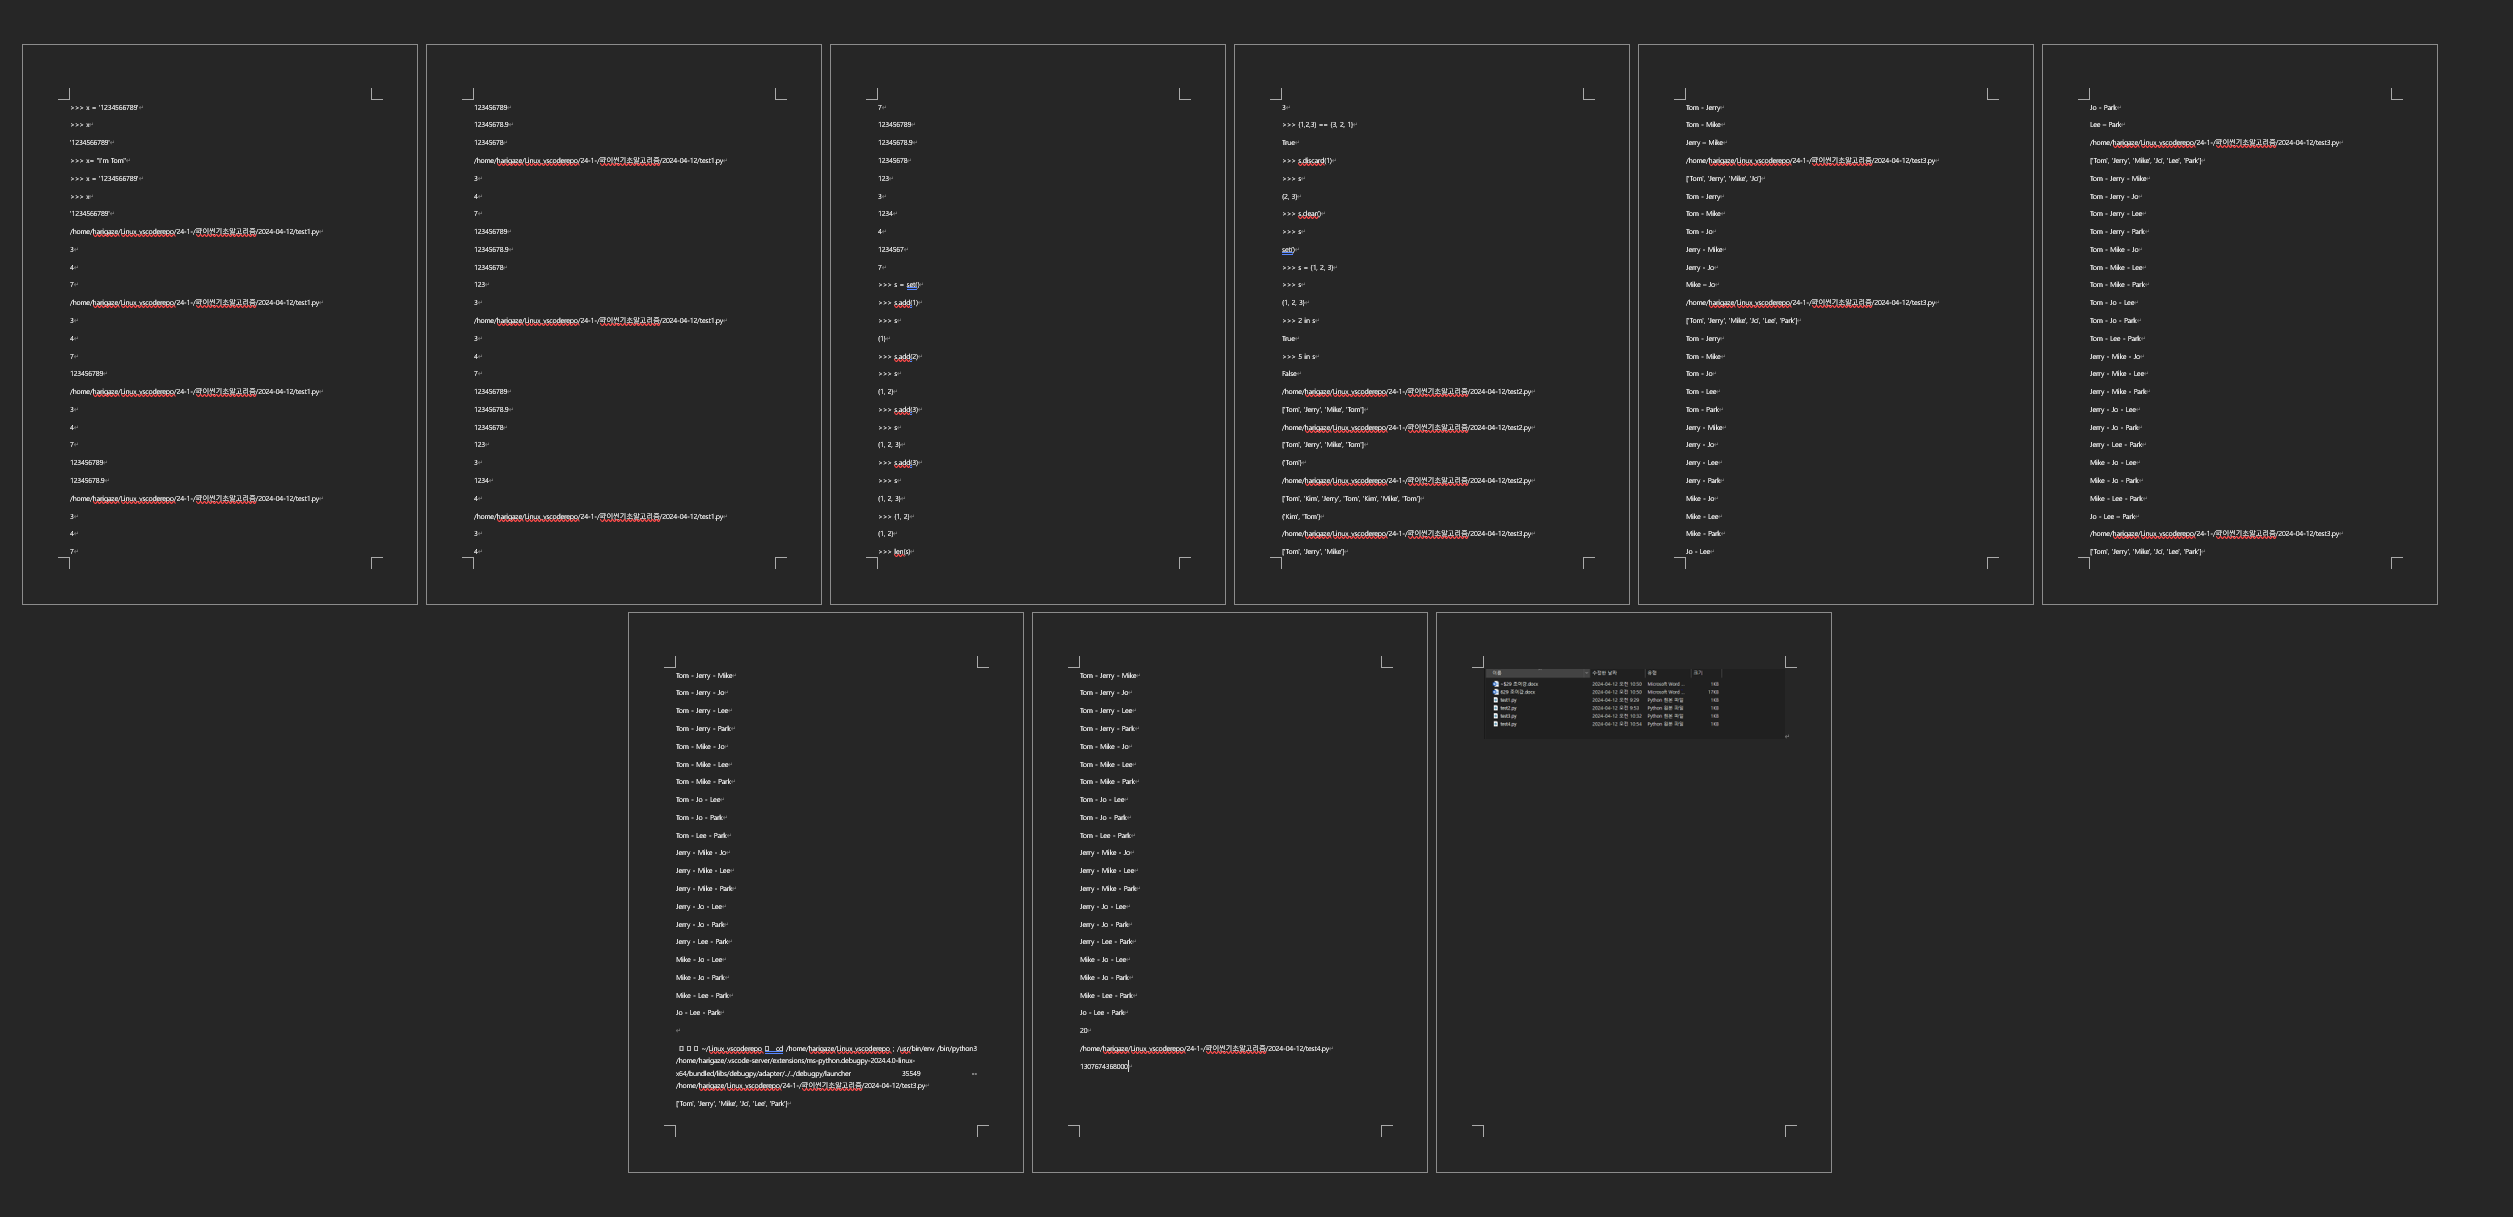 >>> x = '1234566789'
>>> x
'1234566789'
>>> x= "I'm Tom"
>>> x = '1234566789'
>>> x
'1234566789'
/home/harigaze/Linux_vscoderepo/24-1-/곽이썬기초알고리즘/2024-04-12/test1.py
3
4
7
/home/harigaze/Linux_vscoderepo/24-1-/곽이썬기초알고리즘/2024-04-12/test1.py
3
4
7
123456789
/home/harigaze/Linux_vscoderepo/24-1-/곽이썬기초알고리즘/2024-04-12/test1.py
3
4
7
123456789
12345678.9
/home/harigaze/Linux_vscoderepo/24-1-/곽이썬기초알고리즘/2024-04-12/test1.py
3
4
7
123456789
12345678.9
12345678
/home/harigaze/Linux_vscoderepo/24-1-/곽이썬기초알고리즘/2024-04-12/test1.py
3
4
7
123456789
12345678.9
12345678
123
3
/home/harigaze/Linux_vscoderepo/24-1-/곽이썬기초알고리즘/2024-04-12/test1.py
3
4
7
123456789
12345678.9
12345678
123
3
1234
4
/home/harigaze/Linux_vscoderepo/24-1-/곽이썬기초알고리즘/2024-04-12/test1.py
3
4
7
123456789
12345678.9
12345678
123
3
1234
4
1234567
7
>>> s = set()
>>> s.add(1)
>>> s
{1}
>>> s.add(2)
>>> s
{1, 2}
>>> s.add(3)
>>> s
{1, 2, 3}
>>> s.add(3)
>>> s
{1, 2, 3}
>>> {1, 2}
{1, 2}
>>> len(s)
3
>>> {1,2,3} == {3, 2, 1}
True
>>> s.discard(1)
>>> s
{2, 3}
>>> s.clear()
>>> s
set()
>>> s = {1, 2, 3}
>>> s
{1, 2, 3}
>>> 2 in s
True
>>> 5 in s
False
/home/harigaze/Linux_vscoderepo/24-1-/곽이썬기초알고리즘/2024-04-12/test2.py
['Tom', 'Jerry', 'Mike', 'Tom']
/home/harigaze/Linux_vscoderepo/24-1-/곽이썬기초알고리즘/2024-04-12/test2.py
['Tom', 'Jerry', 'Mike', 'Tom']
{'Tom'}
/home/harigaze/Linux_vscoderepo/24-1-/곽이썬기초알고리즘/2024-04-12/test2.py
['Tom', 'Kim', 'Jerry', 'Tom', 'Kim', 'Mike', 'Tom']
{'Kim', 'Tom'}
/home/harigaze/Linux_vscoderepo/24-1-/곽이썬기초알고리즘/2024-04-12/test3.py
['Tom', 'Jerry', 'Mike']
Tom - Jerry
Tom - Mike
Jerry - Mike
/home/harigaze/Linux_vscoderepo/24-1-/곽이썬기초알고리즘/2024-04-12/test3.py
['Tom', 'Jerry', 'Mike', 'Jo']
Tom - Jerry
Tom - Mike
Tom - Jo
Jerry - Mike
Jerry - Jo
Mike - Jo
/home/harigaze/Linux_vscoderepo/24-1-/곽이썬기초알고리즘/2024-04-12/test3.py
['Tom', 'Jerry', 'Mike', 'Jo', 'Lee', 'Park']
Tom - Jerry
Tom - Mike
Tom - Jo
Tom - Lee
Tom - Park
Jerry - Mike
Jerry - Jo
Jerry - Lee
Jerry - Park
Mike - Jo
Mike - Lee
Mike - Park
Jo - Lee
Jo - Park
Lee - Park
/home/harigaze/Linux_vscoderepo/24-1-/곽이썬기초알고리즘/2024-04-12/test3.py
['Tom', 'Jerry', 'Mike', 'Jo', 'Lee', 'Park']
Tom - Jerry - Mike
Tom - Jerry - Jo
Tom - Jerry - Lee
Tom - Jerry - Park
Tom - Mike - Jo
Tom - Mike - Lee
Tom - Mike - Park
Tom - Jo - Lee
Tom - Jo - Park
Tom - Lee - Park
Jerry - Mike - Jo
Jerry - Mike - Lee
Jerry - Mike - Park
Jerry - Jo - Lee
Jerry - Jo - Park
Jerry - Lee - Park
Mike - Jo - Lee
Mike - Jo - Park
Mike - Lee - Park
Jo - Lee - Park
/home/harigaze/Linux_vscoderepo/24-1-/곽이썬기초알고리즘/2024-04-12/test3.py
['Tom', 'Jerry', 'Mike', 'Jo', 'Lee', 'Park']
Tom - Jerry - Mike
Tom - Jerry - Jo
Tom - Jerry - Lee
Tom - Jerry - Park
Tom - Mike - Jo
Tom - Mike - Lee
Tom - Mike - Park
Tom - Jo - Lee
Tom - Jo - Park
Tom - Lee - Park
Jerry - Mike - Jo
Jerry - Mike - Lee
Jerry - Mike - Park
Jerry - Jo - Lee
Jerry - Jo - Park
Jerry - Lee - Park
Mike - Jo - Lee
Mike - Jo - Park
Mike - Lee - Park
Jo - Lee - Park
~/Linux_vscoderepo cd /home/harigaze/Linux_vscoderepo ; /usr/bin/env /bin/python3
/home/harigaze/.vscode-server/extensions/ms-python.debugpy-2024.4.0-linux-
x64/bundled/libs/debugpy/adapter/../../debugpy/launcher 35549 --
/home/harigaze/Linux_vscoderepo/24-1-/곽이썬기초알고리즘/2024-04-12/test3.py
['Tom', 'Jerry', 'Mike', 'Jo', 'Lee', 'Park']
Tom - Jerry - Mike
Tom - Jerry - Jo
Tom - Jerry - Lee
Tom - Jerry - Park
Tom - Mike - Jo
Tom - Mike - Lee
Tom - Mike - Park
Tom - Jo - Lee
Tom - Jo - Park
Tom - Lee - Park
Jerry - Mike - Jo
Jerry - Mike - Lee
Jerry - Mike - Park
Jerry - Jo - Lee
Jerry - Jo - Park
Jerry - Lee - Park
Mike - Jo - Lee
Mike - Jo - Park
Mike - Lee - Park
Jo - Lee - Park
20
/home/harigaze/Linux_vscoderepo/24-1-/곽이썬기초알고리즘/2024-04-12/test4.py
1307674368000
이름 수정한 날짜 유형 크기
2024-04-12 오전 10:30 Microsoft Word ... 1KB
2024-04-12 오전 10:30 Microsoft Word ... 17KB
test1.py 2024-04-12 오전 9:29 Python 원본 파일 1KB
test2.py 2024-04-12 오전 9:53 Python 원본 파일 1KB
test3.py 2024-04-12 오전 10:32 Python 원본 파일 1KB
test4.py 2024-04-12 오전 10:54 Python 원본 파일 1KB